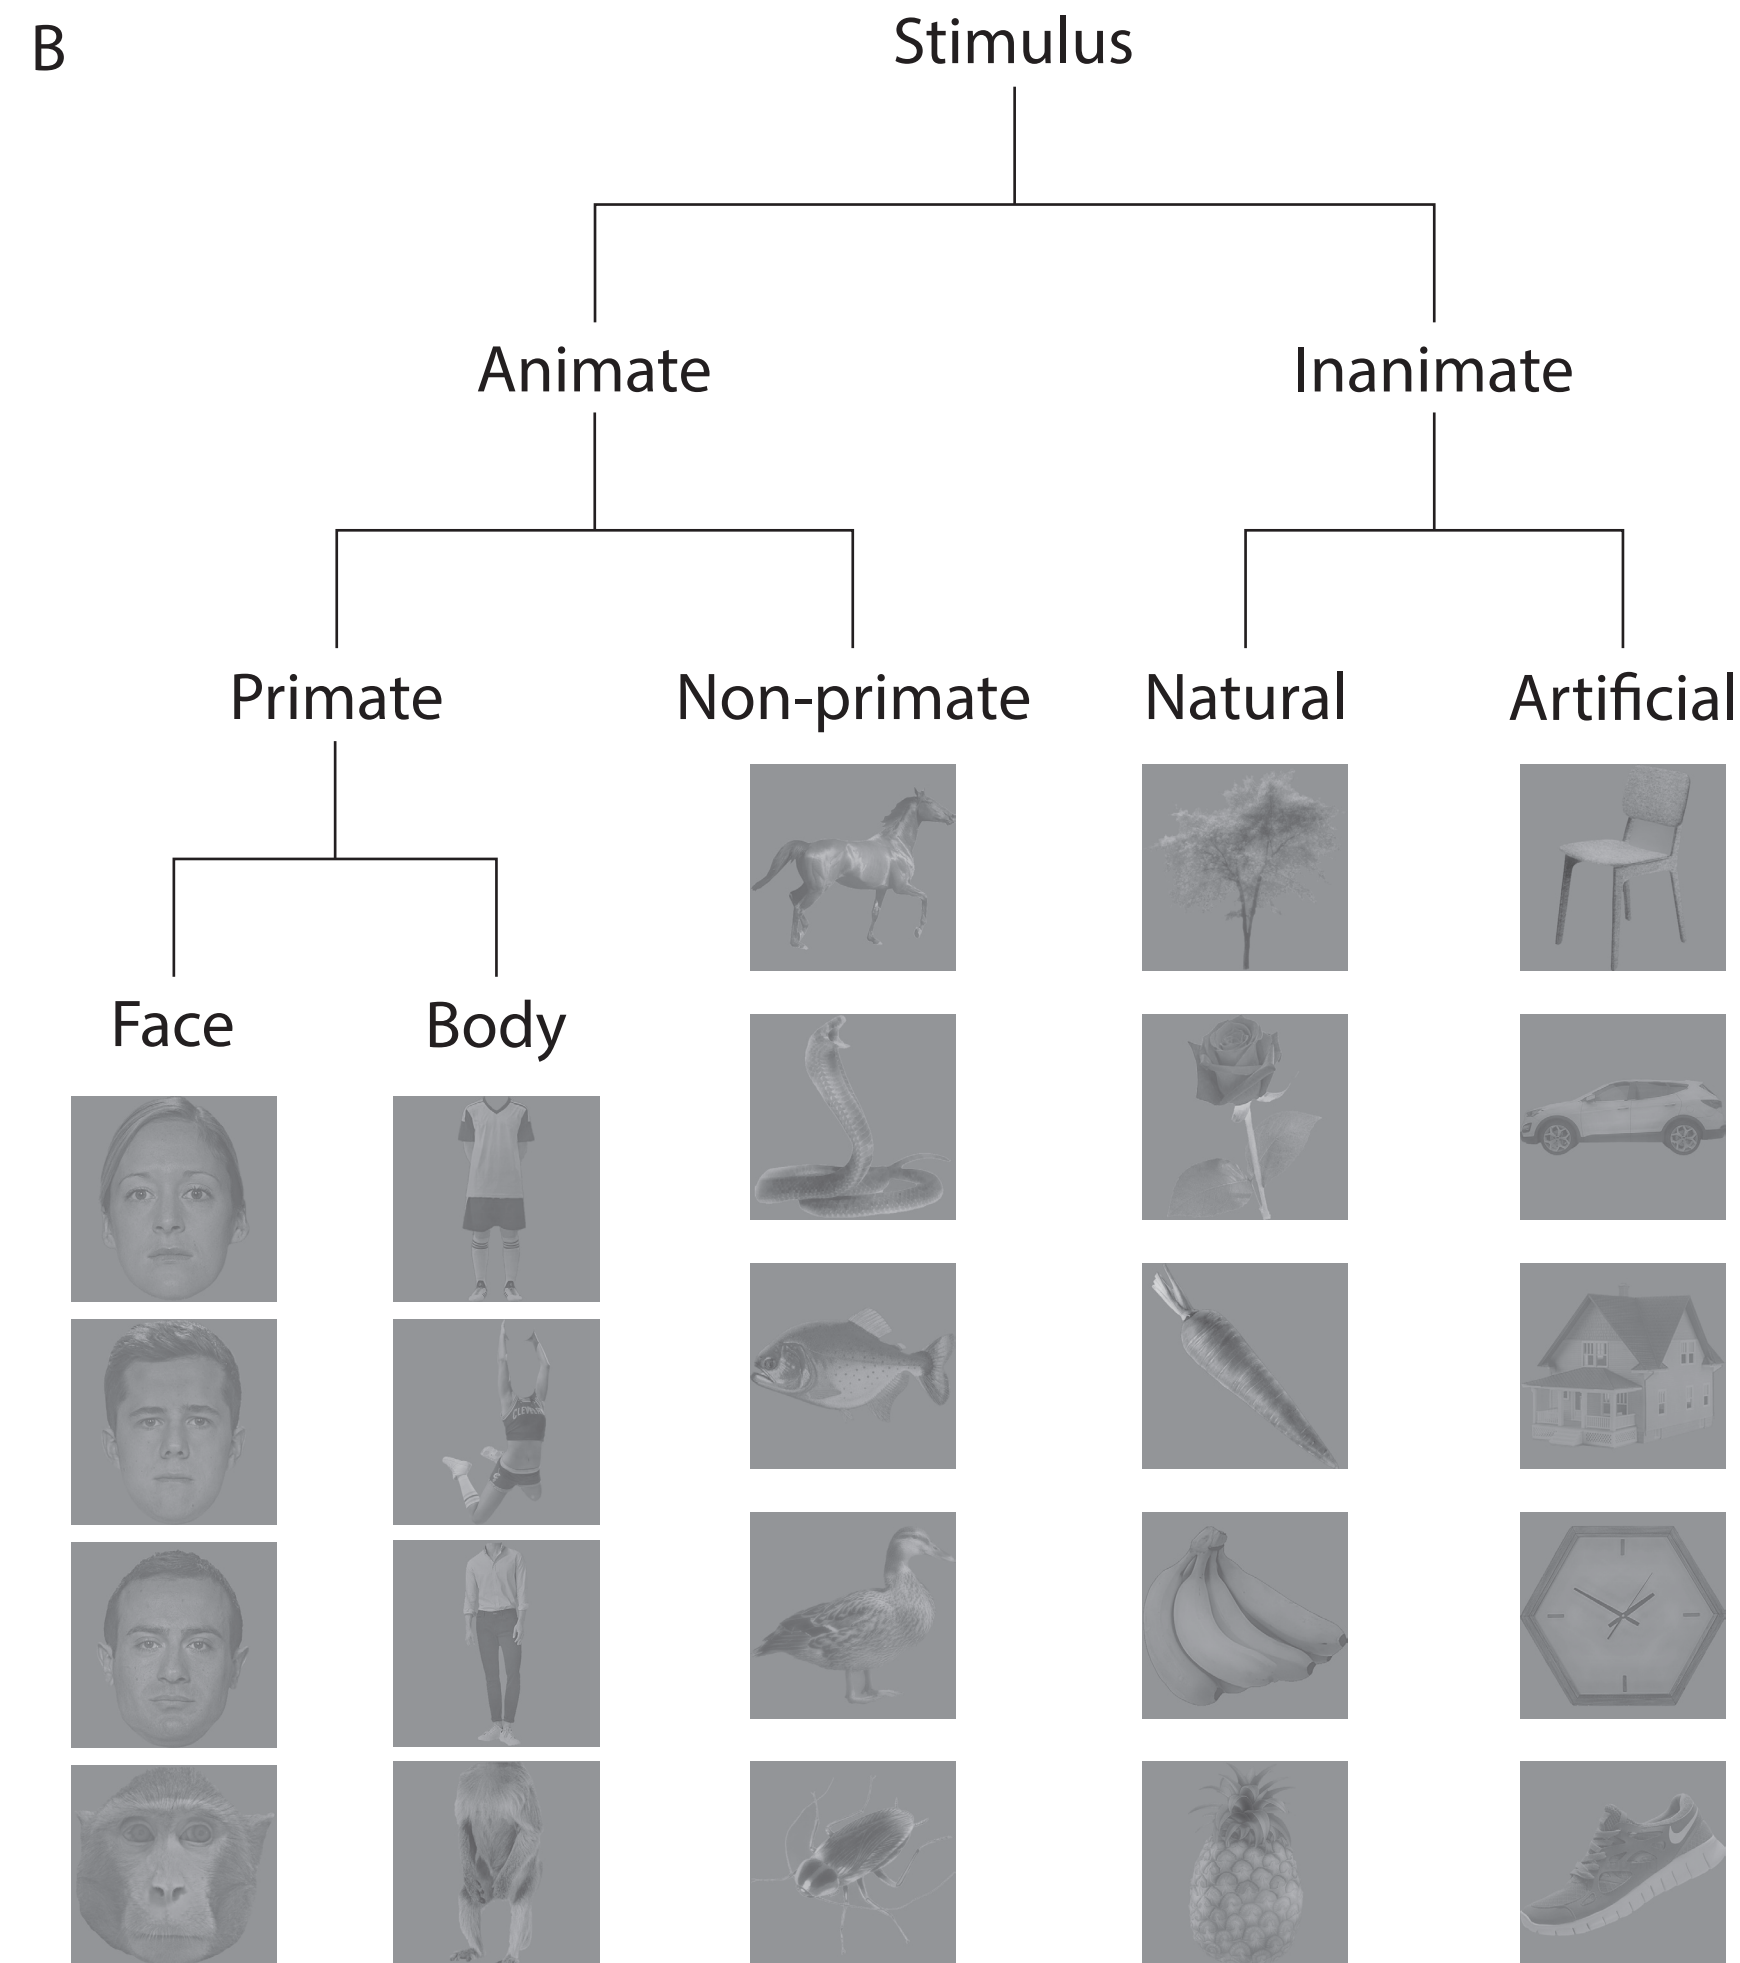 B
Stimulus
Animate
Inanimate
Primate
Non-primate
Natural
Artificial
Face
Body